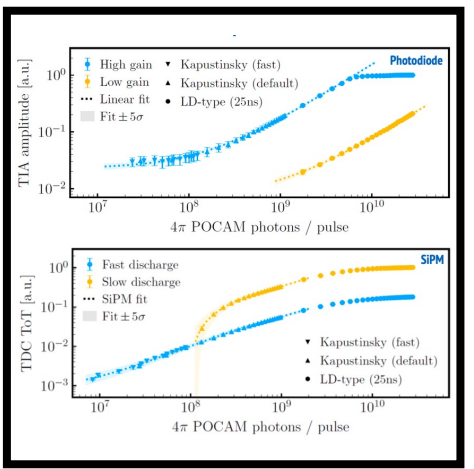 Photodiode
High gain
Low gain
Linear fit
Fit ± 5σ
Kapustinsky (fast)
Kapustinsky (default)
LD-type (25ns)
TIA amplitude [a.u.]
10⁰
10⁻¹
10⁻²
10⁷ 10⁸ 10⁹ 10¹⁰
4π POCAM photons / pulse
SiPM
Fast discharge
Slow discharge
SiPM fit
Fit ± 5σ
Kapustinsky (fast)
Kapustinsky (default)
LD-type (25ns)
TDC ToT [a.u.]
10⁰
10⁻¹
10⁻²
10⁻³
10⁷ 10⁸ 10⁹ 10¹⁰
4π POCAM photons / pulse